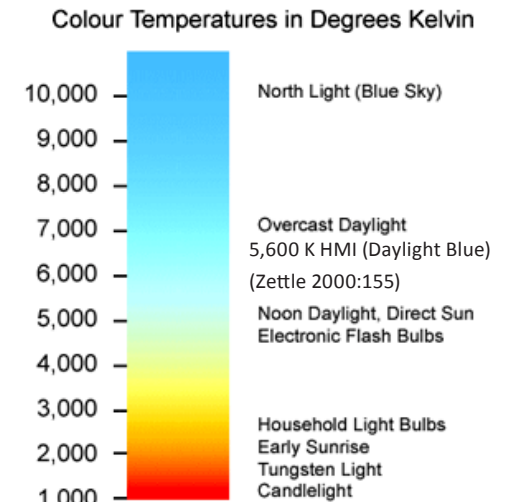 Colour Temperatures in Degrees Kelvin
10,000 North Light (Blue Sky)
9,000
8,000
7,000 Overcast Daylight
5,600 K HMI (Daylight Blue)
6,000 (Zettle 2000:155)
5,000 Noon Daylight, Direct Sun
Electronic Flash Bulbs
4,000
3,000
Household Light Bulbs
2,000 Early Sunrise
Tungsten Light
1,000 Candlelight